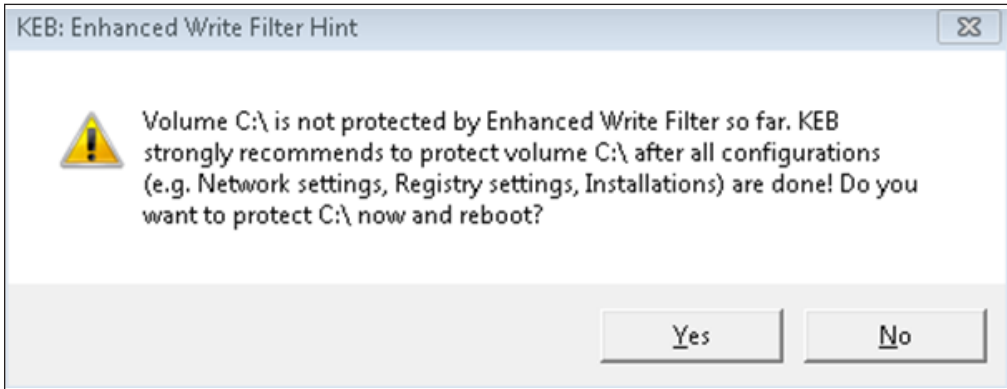 KEB: Enhanced Write Filter Hint
Volume C:\ is not protected by Enhanced Write Filter so far. KEB
strongly recommends to protect volume C:\ after all configurations
(e.g. Network settings, Registry settings, Installations) are done! Do you
want to protect C:\ now and reboot?
Yes No